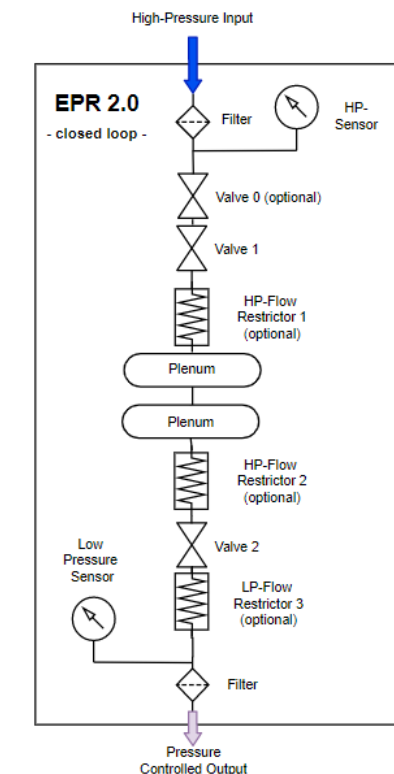 High-Pressure Input
EPR 2.0
- closed loop -
Filter
HP-
Sensor
Valve 0 (optional)
Valve 1
HP-Flow
Restrictor 1
(optional)
Plenum
Plenum
HP-Flow
Restrictor 2
(optional)
Low
Pressure
Sensor
Valve 2
LP-Flow
Restrictor 3
(optional)
Filter
Pressure
Controlled Output